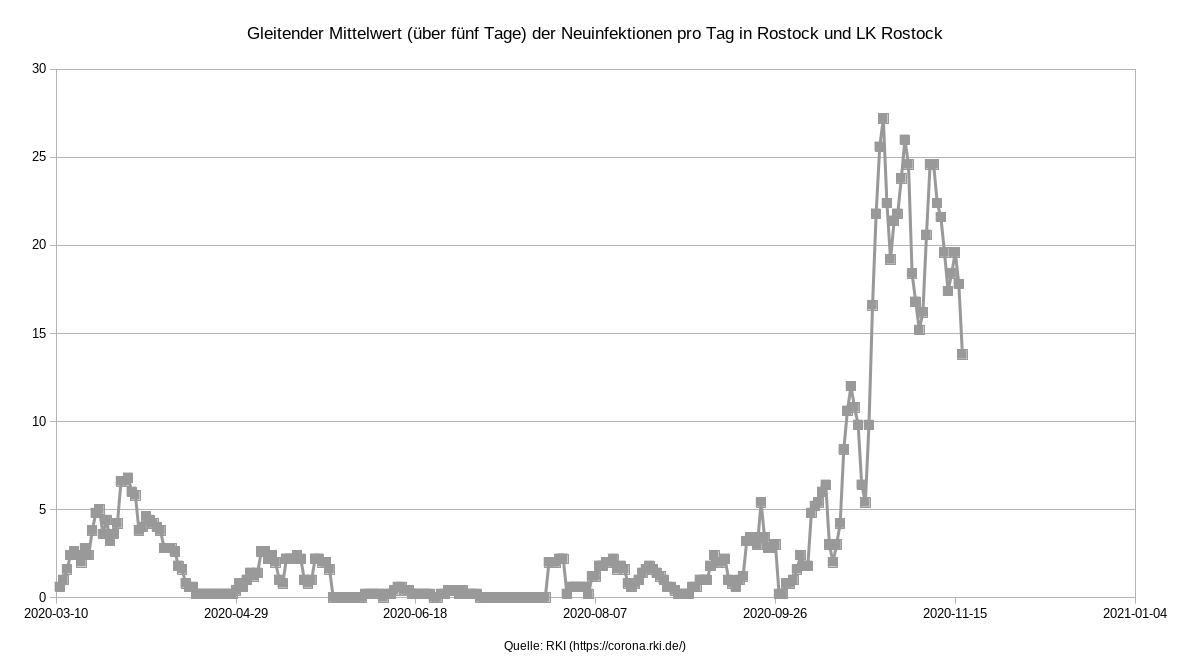 Gleitender Mittelwert (über fünf Tage) der Neuinfektionen pro Tag in Rostock und LK Rostock
30
25
20
15
10
5
0
2020-03-10 2020-04-29 2020-06-18 2020-08-07 2020-09-26 2020-11-15 2021-01-04
Quelle: RKI (https://corona.rki.de/)